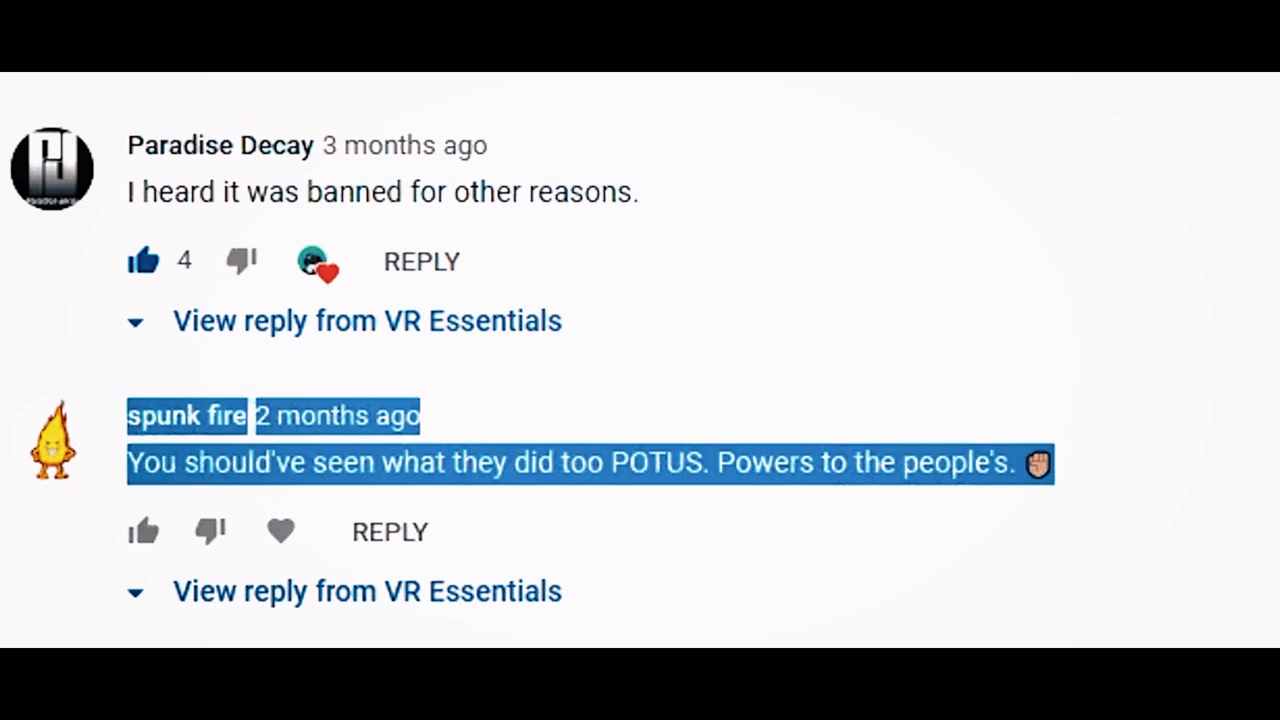 Paradise Decay 3 months ago
I heard it was banned for other reasons.
4 REPLY
View reply from VR Essentials
spunk fire 2 months ago
You should've seen what they did too POTUS. Powers to the people's. ✊🏽
REPLY
View reply from VR Essentials